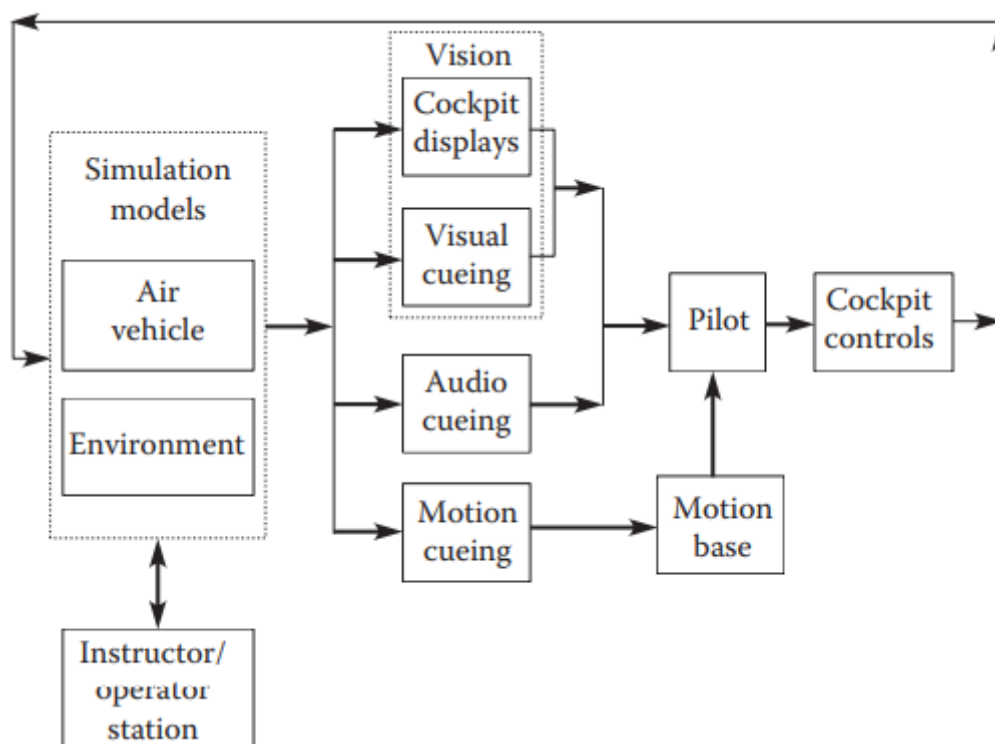 Vision
Cockpit
displays
Simulation
models
Visual
cueing
Air
vehicle
Pilot
Cockpit
controls
Audio
cueing
Environment
Motion
cueing
Motion
base
Instructor/
operator
station